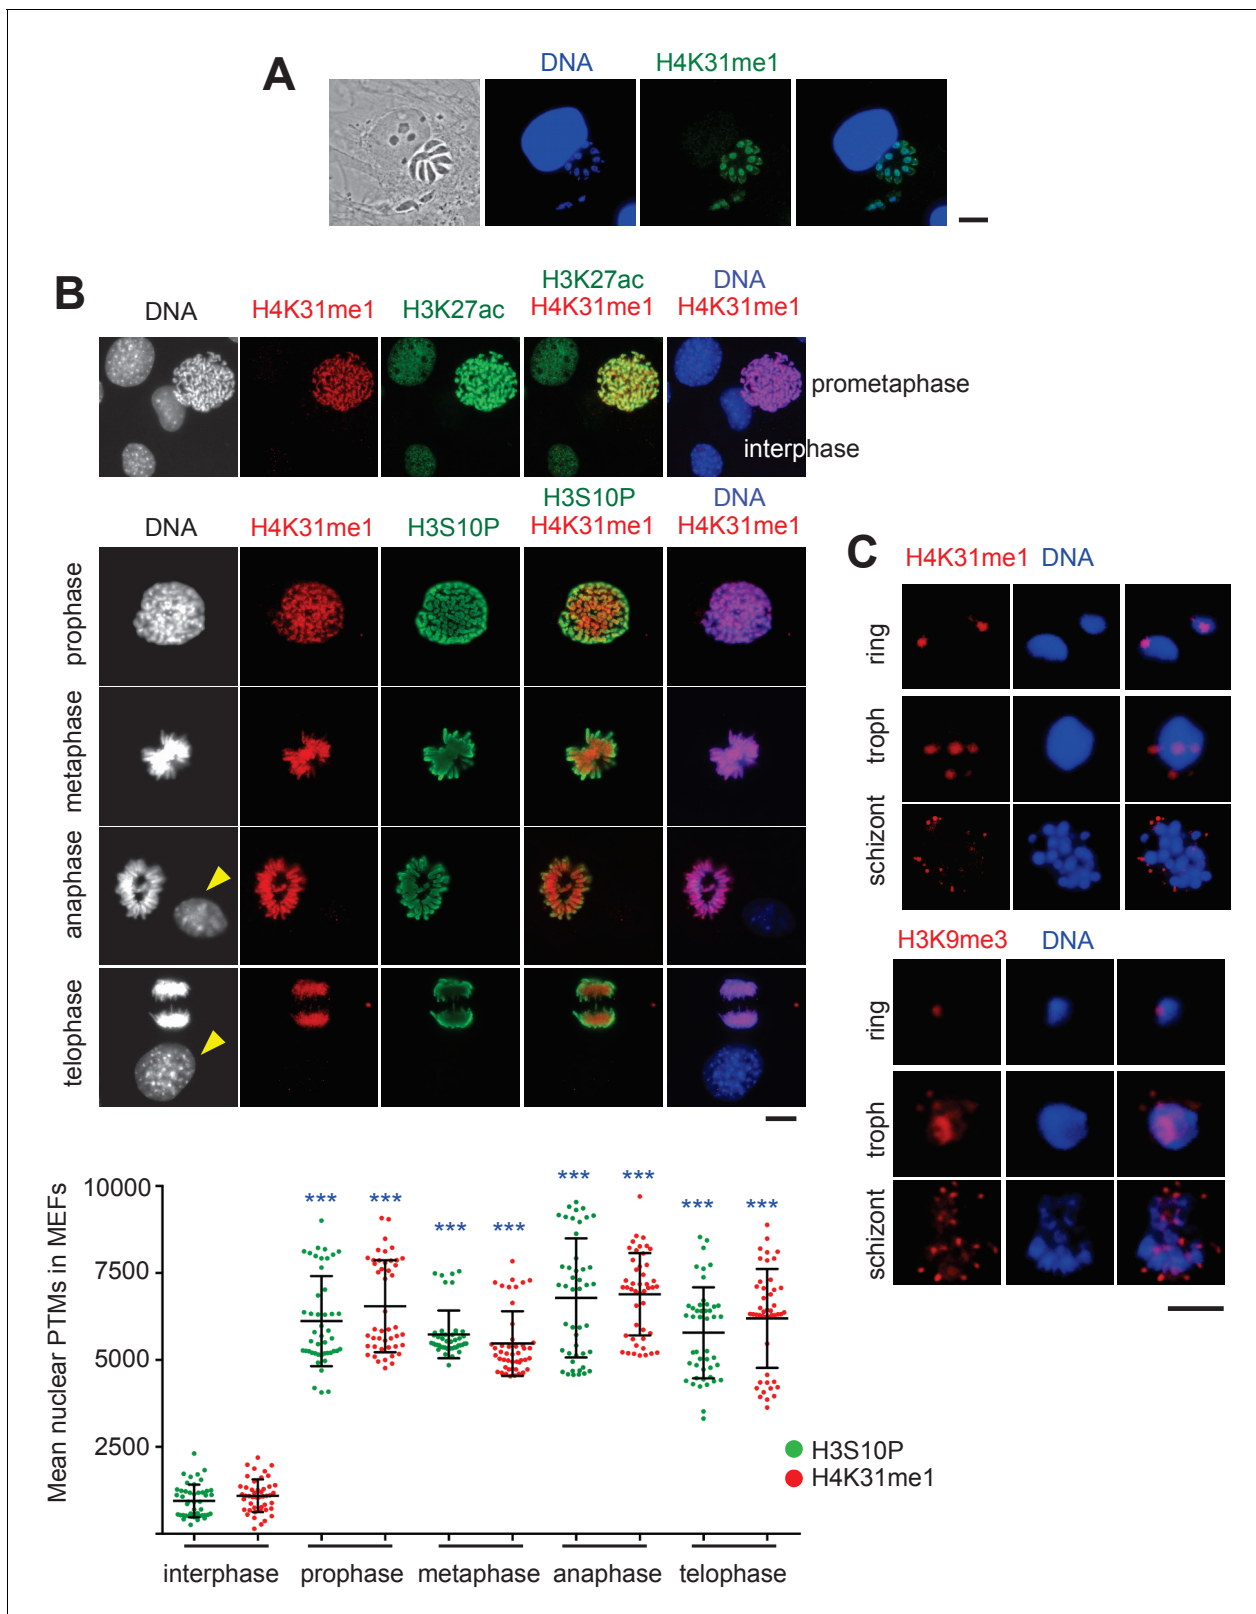 A
DNA
H4K31me1
B
DNA
H4K31me1
H3K27ac
H3K27ac
H4K31me1
DNA
H4K31me1
prometaphase
interphase
DNA
H4K31me1
H3S10P
H3S10P
H4K31me1
DNA
H4K31me1
prophase
metaphase
anaphase
telophase
C
H4K31me1 DNA
ring
troph
schizont
H3K9me3 DNA
ring
troph
schizont
Mean nuclear PTMs in MEFs
10000
7500
5000
2500
*** *** *** *** *** *** *** ***
H3S10P
H4K31me1
interphase prophase metaphase anaphase telophase